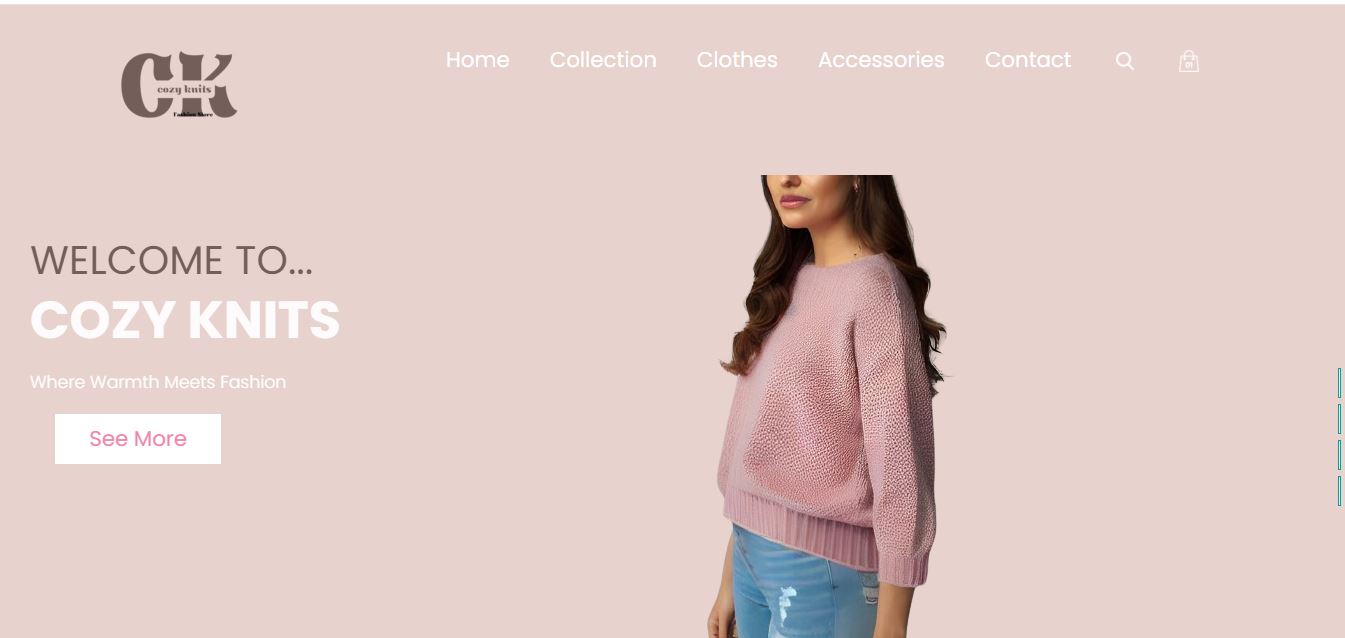 CK
cozy knits
Fashion Store
Home Collection Clothes Accessories Contact
01
WELCOME TO...
COZY KNITS
Where Warmth Meets Fashion
See More